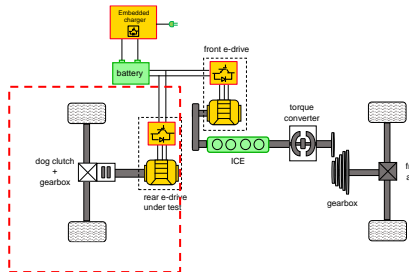 Embedded
charger
battery
front e-drive
torque
converter
dog clutch
+
gearbox
ICE
rear e-drive
under test
gearbox